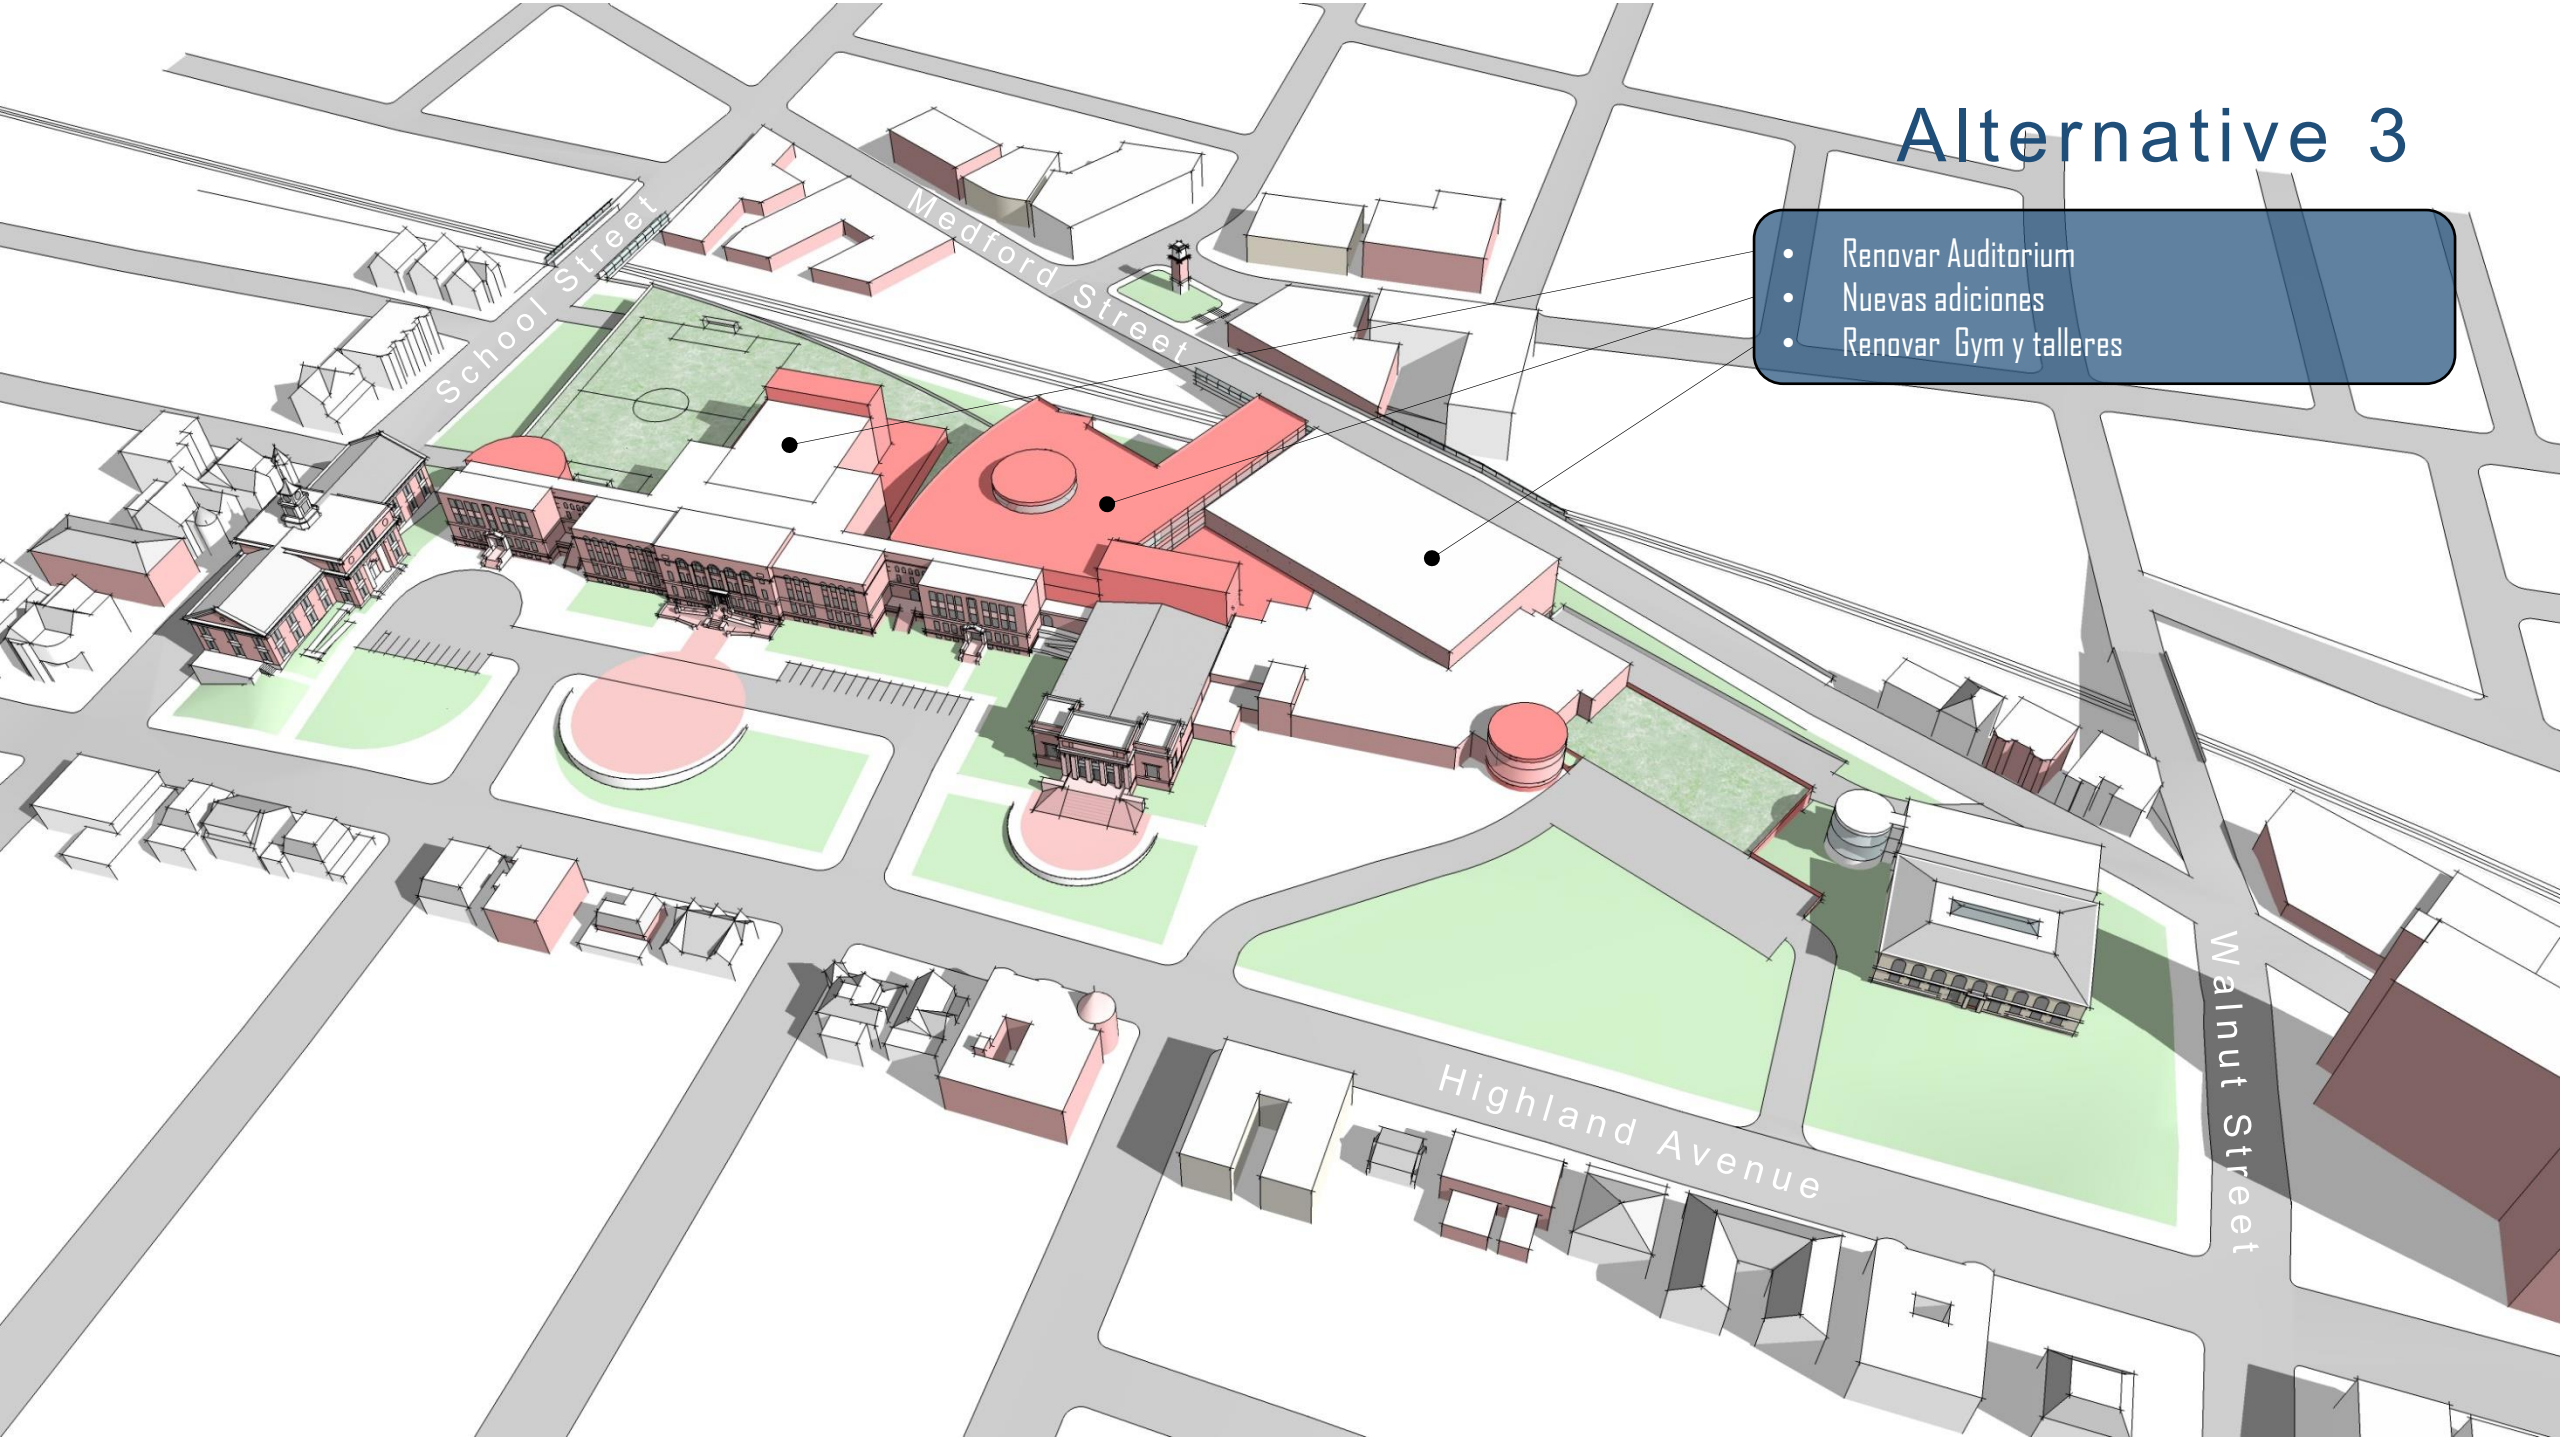 Alternative 3
• Renovar Auditorium
• Nuevas adiciones
• Renovar Gym y talleres
School Street
Medford Street
Highland Avenue
Walnut Street